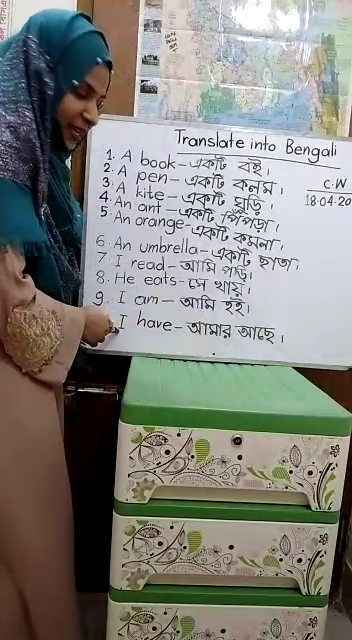 Translate into Bengali
C.W
18.04.20
1. A book – একটি বই।
2. A pen – একটি কলম।
3. A kite – একটি ঘুড়ি।
4. An ant – একটি পিঁপড়া।
5. An orange – একটি কমলা।
6. An umbrella – একটি ছাতা।
7. I read – আমি পড়ি।
8. He eats – সে খায়।
9. I am – আমি হই।
I have – আমার আছে।